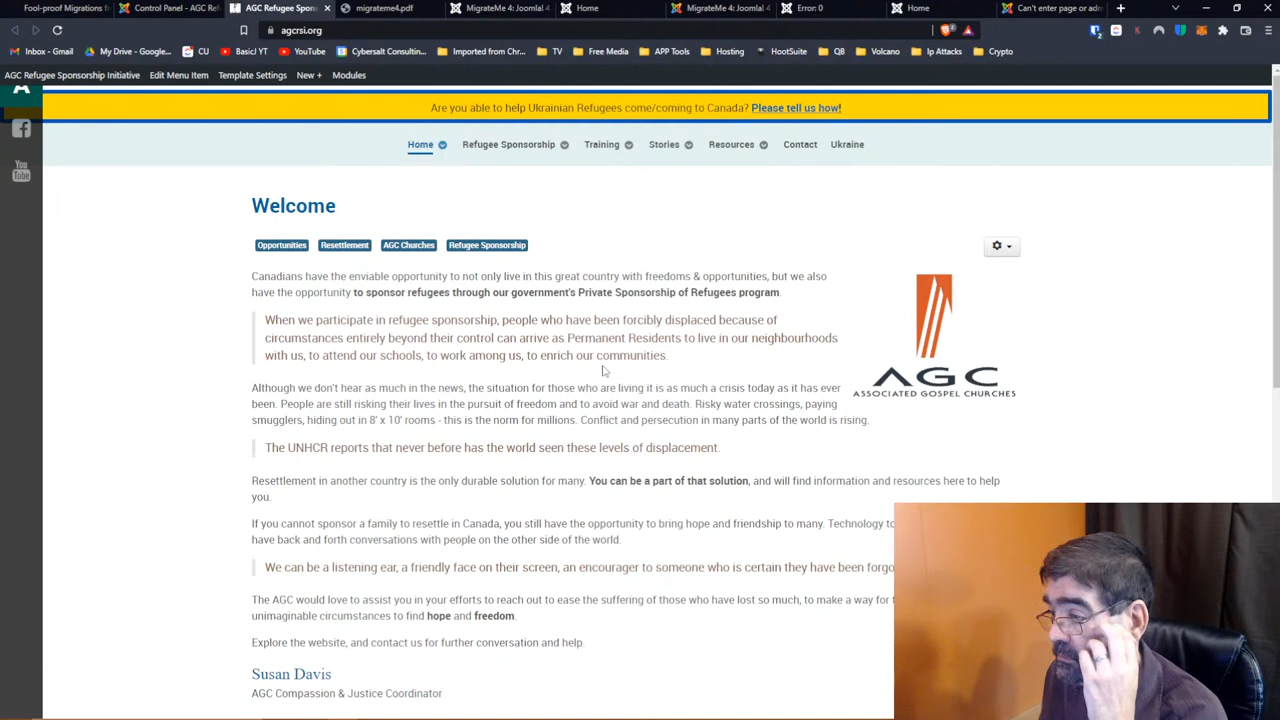 Fool-proof Migrations fr
Control Panel - AGC Ref
AGC Refugee Spons
migrateme4.pdf
MigrateMe 4: Joomla! 4
Home
MigrateMe 4: Joomla! 4
Error: 0
Home
Can't enter page or adm
agcrsi.org
Inbox - Gmail
My Drive - Google...
CU
BasicJ YT
YouTube
Cybersalt Consulting...
Imported from Chr...
TV
Free Media
APP Tools
Hosting
HootSuite
QB
Volcano
Ip Attacks
Crypto
AGC Refugee Sponsorship Initiative
Edit Menu Item
Template Settings
New +
Modules
Are you able to help Ukrainian Refugees come/coming to Canada? Please tell us how!
Home
Refugee Sponsorship
Training
Stories
Resources
Contact
Ukraine
You
Tube
Welcome
Opportunities
Resettlement
AGC Churches
Refugee Sponsorship
Canadians have the enviable opportunity to not only live in this great country with freedoms & opportunities, but we also
have the opportunity to sponsor refugees through our government's Private Sponsorship of Refugees program.
When we participate in refugee sponsorship, people who have been forcibly displaced because of
circumstances entirely beyond their control can arrive as Permanent Residents to live in our neighbourhoods
with us, to attend our schools, to work among us, to enrich our communities.
AGC
ASSOCIATED GOSPEL CHURCHES
Although we don't hear as much in the news, the situation for those who are living it is as much a crisis today as it has ever
been. People are still risking their lives in the pursuit of freedom and to avoid war and death. Risky water crossings, paying
smugglers, hiding out in 8' x 10' rooms - this is the norm for millions. Conflict and persecution in many parts of the world is rising.
The UNHCR reports that never before has the world seen these levels of displacement.
Resettlement in another country is the only durable solution for many. You can be a part of that solution, and will find information and resources here to help
you.
If you cannot sponsor a family to resettle in Canada, you still have the opportunity to bring hope and friendship to many. Technology to
have back and forth conversations with people on the other side of the world.
We can be a listening ear, a friendly face on their screen, an encourager to someone who is certain they have been forgo
The AGC would love to assist you in your efforts to reach out to ease the suffering of those who have lost so much, to make a way for t
unimaginable circumstances to find hope and freedom.
Explore the website, and contact us for further conversation and help.
Susan Davis
AGC Compassion & Justice Coordinator